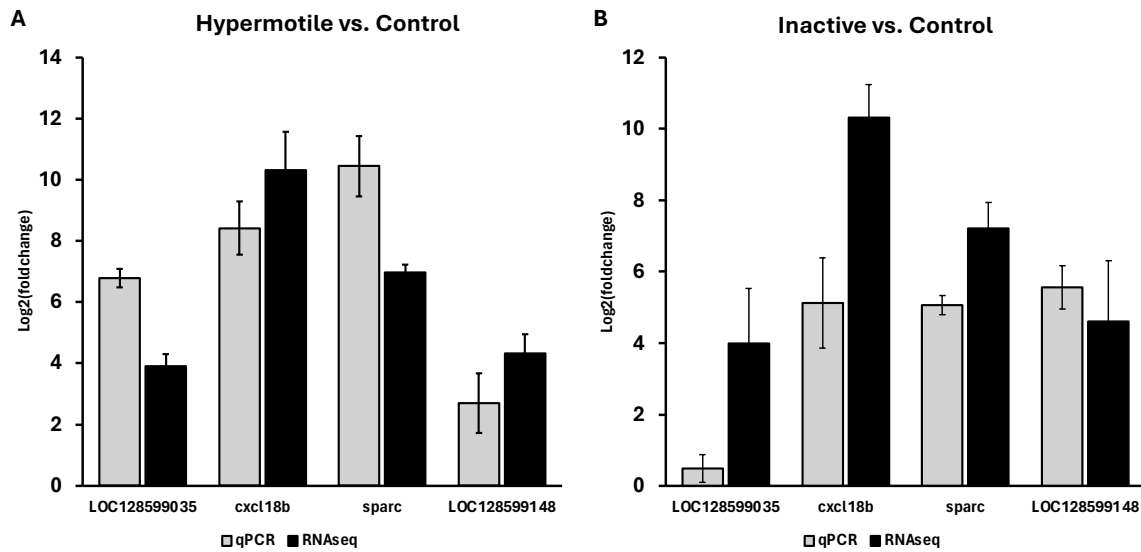 A
Hypermotile vs. Control
Log2(foldchange)
14
12
10
8
6
4
2
0
LOC128599035 cxcl18b sparc LOC128599148
qPCR RNAseq
B
Inactive vs. Control
Log2(foldchange)
12
10
8
6
4
2
0
LOC128599035 cxcl18b sparc LOC128599148
qPCR RNAseq